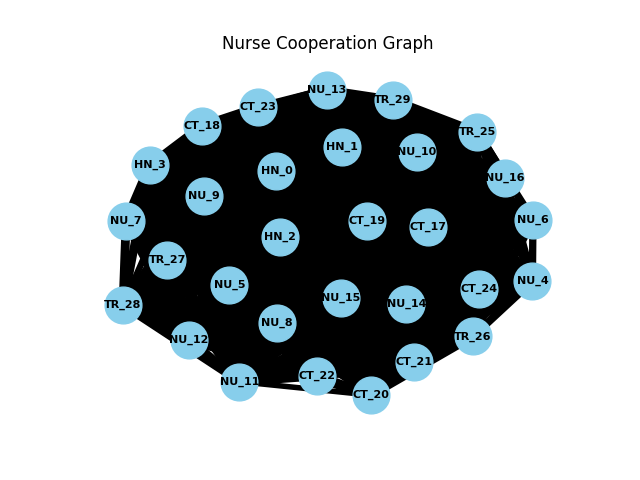 Nurse Cooperation Graph
NU_13
TR_29
CT_23
CT_18
TR_25
HN_1
NU_10
HN_3
HN_0
NU_16
NU_9
NU_7
CT_19
CT_17
NU_6
HN_2
TR_27
NU_4
NU_5
CT_24
NU_15
NU_14
TR_28
NU_8
TR_26
NU_12
CT_21
CT_22
NU_11
CT_20